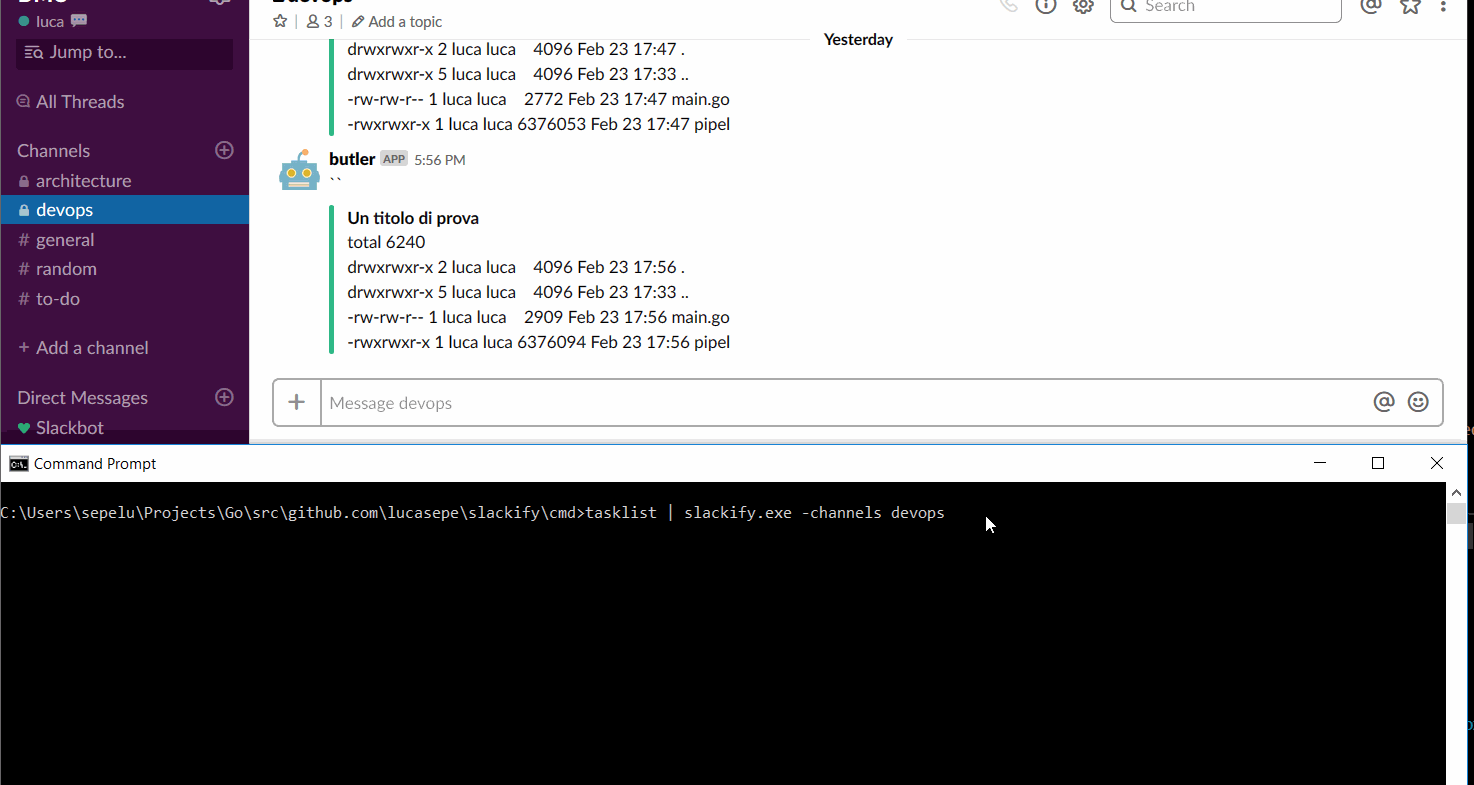 luca
Jump to...
All Threads
Channels
architecture
devops
# general
# random
# to-do
+ Add a channel
Direct Messages
Slackbot
3 | Add a topic
Search
@
Yesterday
drwxrwxr-x 2 luca luca 4096 Feb 23 17:47 .
drwxrwxr-x 5 luca luca 4096 Feb 23 17:33 ..
-rw-rw-r-- 1 luca luca 2772 Feb 23 17:47 main.go
-rwxrwxr-x 1 luca luca 6376053 Feb 23 17:47 pipel
butler APP 5:56 PM
``
Un titolo di prova
total 6240
drwxrwxr-x 2 luca luca 4096 Feb 23 17:56 .
drwxrwxr-x 5 luca luca 4096 Feb 23 17:33 ..
-rw-rw-r-- 1 luca luca 2909 Feb 23 17:56 main.go
-rwxrwxr-x 1 luca luca 6376094 Feb 23 17:56 pipel
+ Message devops @
Command Prompt
C:\Users\sepelu\Projects\Go\src\github.com\lucasepe\slackify\cmd>tasklist | slackify.exe -channels devops